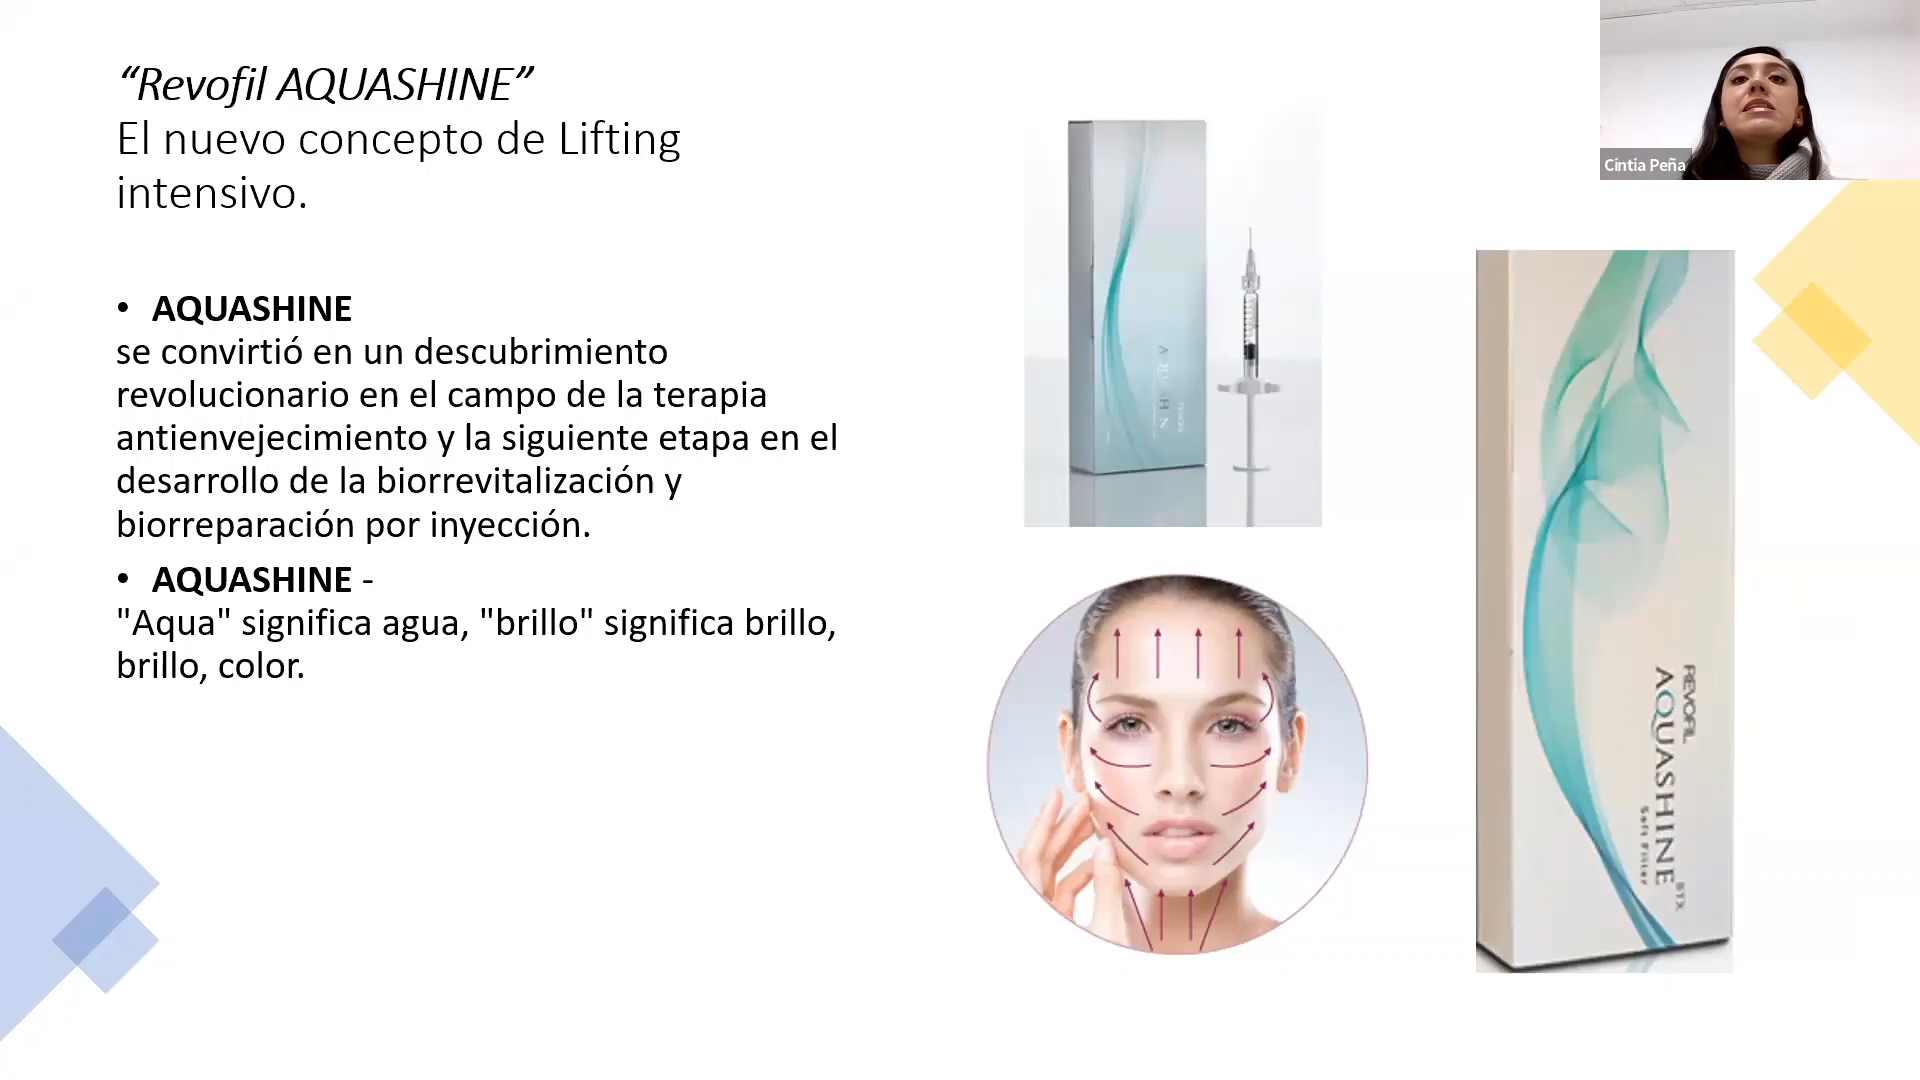 “Revofil AQUASHINE”
El nuevo concepto de Lifting
intensivo.
• AQUASHINE
se convirtió en un descubrimiento
revolucionario en el campo de la terapia
antienvejecimiento y la siguiente etapa en el
desarrollo de la biorrevitalización y
biorreparación por inyección.
• AQUASHINE -
"Aqua" significa agua, "brillo" significa brillo,
brillo, color.
Cintia Peña
REVOFIL
AQUASHINE BTX
Soft Filler